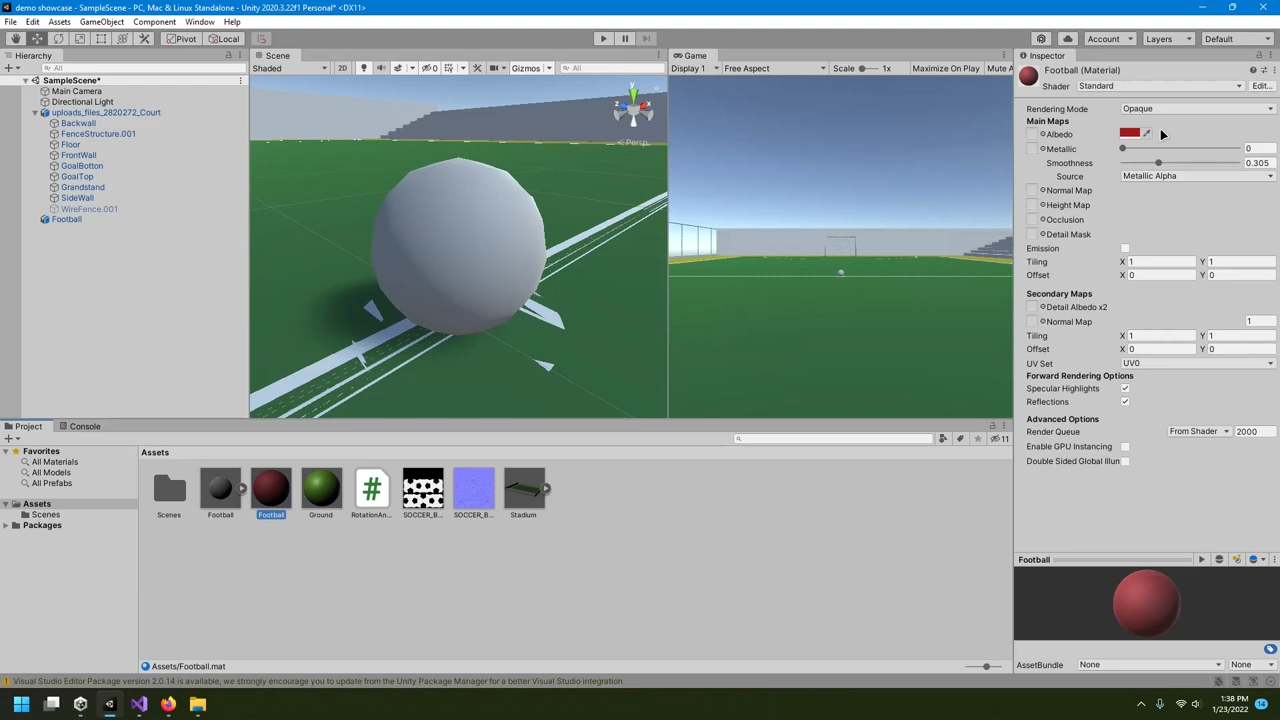 demo showcase - SampleScene - PC, Mac & Linux Standalone - Unity 2020.3.22f1 Personal* <DX11>
File Edit Assets GameObject Component Window Help
Pivot Local Account Layers Default
Hierarchy
All
SampleScene*
Main Camera
Directional Light
uploads_files_2820272_Court
Backwall
FenceStructure.001
Floor
FrontWall
GoalBotton
GoalTop
Grandstand
SideWall
WireFence.001
Football
Scene
Shaded 2D 0 Gizmos All
y
z x
Persp
Game
Display 1 Free Aspect Scale 1x Maximize On Play Mute A
Inspector
Football (Material)
Shader Standard Edit...
Rendering Mode Opaque
Main Maps
Albedo
Metallic 0
Smoothness 0.305
Source Metallic Alpha
Normal Map
Height Map
Occlusion
Detail Mask
Emission
Tiling X 1 Y 1
Offset X 0 Y 0
Secondary Maps
Detail Albedo x2
Normal Map 1
Tiling X 1 Y 1
Offset X 0 Y 0
UV Set UV0
Forward Rendering Options
Specular Highlights
Reflections
Advanced Options
Render Queue From Shader 2000
Enable GPU Instancing
Double Sided Global Illun
Football
AssetBundle None None
Project Console
11
Favorites
All Materials
All Models
All Prefabs
Assets
Scenes
Packages
Assets
Scenes Football Football Ground RotationAn... SOCCER_B... SOCCER_B... Stadium
Assets/Football.mat
Visual Studio Editor Package version 2.0.14 is available, we strongly encourage you to update from the Unity Package Manager for a better Visual Studio integration
1:38 PM
1/23/2022
14